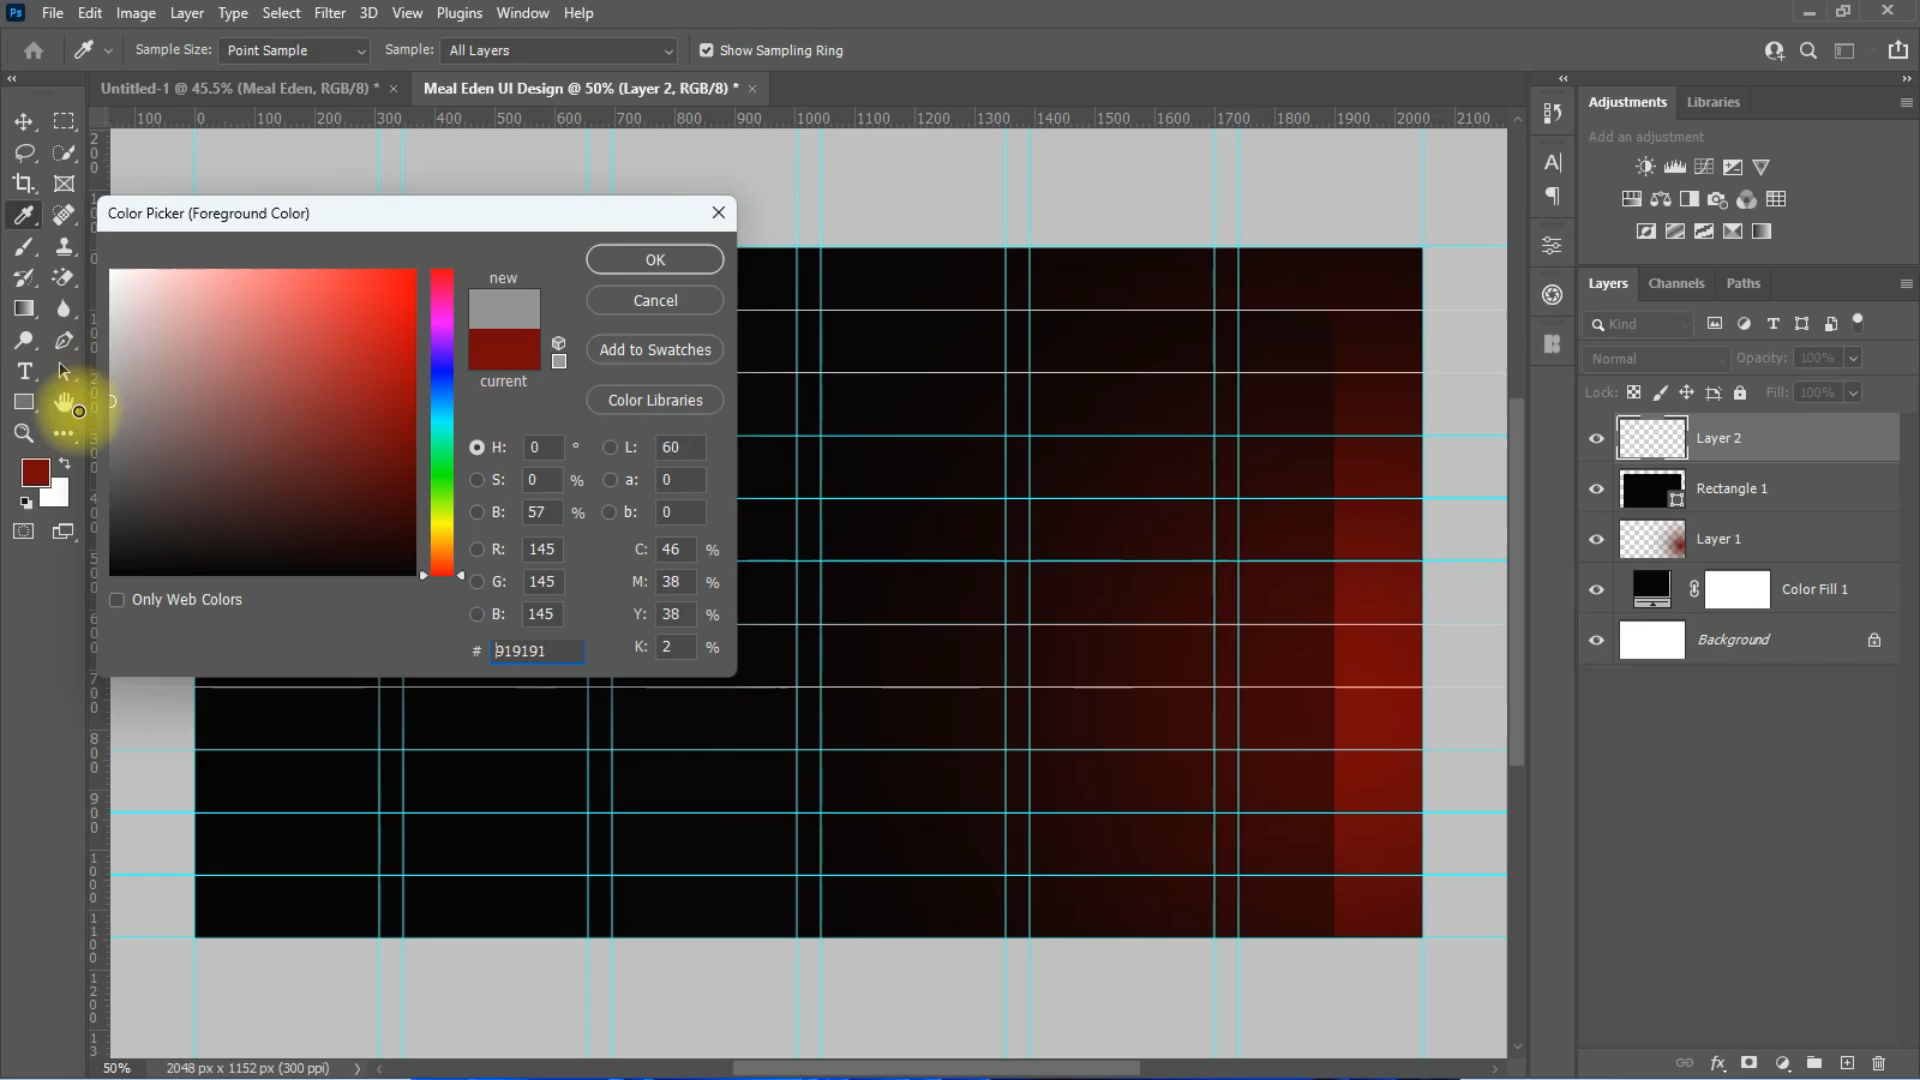 Ps File Edit Image Layer Type Select Filter 3D View Plugins Window Help
Sample Size: Point Sample Sample: All Layers Show Sampling Ring
Untitled-1 @ 45.5% (Meal Eden, RGB/8) * Meal Eden UI Design @ 50% (Layer 2, RGB/8) *
100 0 100 200 300 400 500 600 700 800 900 1000 1100 1200 1300 1400 1500 1600 1700 1800 1900 2000 2100
Adjustments Libraries
Add an adjustment
Color Picker (Foreground Color)
new
current
OK
Cancel
Add to Swatches
Color Libraries
H: 0 ° L: 60
S: 0 % a: 0
B: 57 % b: 0
R: 145 C: 46 %
G: 145 M: 38 %
B: 145 Y: 38 %
# 919191 K: 2 %
Only Web Colors
Layers Channels Paths
Kind
Normal Opacity: 100%
Lock: Fill: 100%
Layer 2
Rectangle 1
Layer 1
Color Fill 1
Background
50% 2048 px x 1152 px (300 ppi)